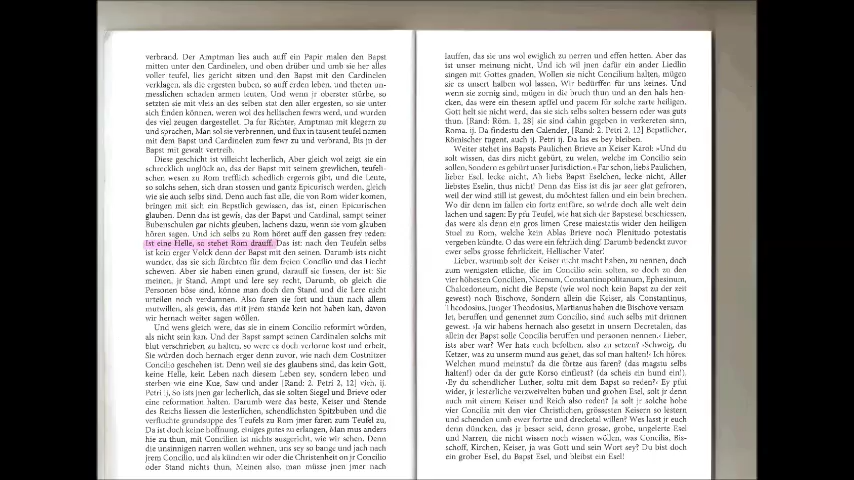 verbrand. Der Amptman lies auch auff ein Papir malen den Bapst
mitten unter den Cardinelen, und oben drüber und umb sie her alles
voller teufel, lies gericht sitzen und den Bapst mit den Cardinelen
verklagen, als die ergesten buben, so auff erden leben, und theten un-
messlichen schaden armen leuten. Und wenn jr oberster stürbe, so
setzten sie mit vleis an des selben stat den aller ergesten, so sie unter
sich finden können, weren wol des hellischen fewrs werd, und wurden
des viel zeugen dargestellet. Da fur Richter, Amptman mit klegern zu
und sprachen, Man sol sie verbrennen, und flux in tausent teufel namen
mit dem Bapst und Cardinelen zum fewr zu und verbrand, Bis jn der
Bapst mit gewalt vertreib.
Diese geschicht ist villeicht lecherlich, Aber gleich wol zeigt sie ein
schrecklich unglück an, das der Bapst mit seinem grewlichen, teufeli-
scher, wesen zu Rom trefflich schedlich ergernis gibt, und die Leute,
so solchs sehen, sich dran stossen und gantz Epicurisch werden, gleich
wie sie auch selbs sind. Denn auch fast alle, die von Rom wider komen,
bringen mit sich ein Bepstlich gewissen, das ist, einen Epicurischen
glauben. Denn das ist gewis, das der Bapst und Cardinal, sampt seiner
Bubenschulen gar nichts gleuben, lachens dazu, wenn sie vom glauben
hören sagen. Und ich selbs zu Rom höret auff den gassen frey reden:
Ist eine Helle, so stehet Rom drauff. Das ist: nach den Teufeln selbs
ist kein erger Volck denn der Bapst mit den seinen. Darumb ists nicht
wunder, das sie sich fürchten für dem freien Concilio und das Liecht
schewen. Aber sie haben einen grund, darauff sie fussen, der ist: Sie
meinen, jr Stand, Ampt und lere sey recht, Darumb, ob gleich die
Personen böse sind, könne man doch den Stand und die Lere nicht
urteilen noch verdamnen. Also faren sie fort und thun nach allem
mutwillen, als gewis, das mit jrem stande kein not haben kan, davon
wir hernach weiter sagen wöllen.
Und wens gleich were, das sie in einem Concilio reformirt würden,
als nicht sein kan. Und der Bapst sampt seinen Cardinalen solchs mit
blut verschrieben zu halten, so were es doch verlorne kost und erbeit,
Sie würden doch hernach erger denn zuvor, wie nach dem Costnitzer
Concilio geschehen ist. Denn weil sie des glaubens sind, das kein Gott,
keine Helle, kein Leben nach diesem Leben sey, sondern leben und
sterben wie eine Kue, Saw und ander [Rand: 2. Petri 2, 12] vieh, ij.
Petri ij, So ists jnen gar lecherlich, das sie solten Siegel und Brieve oder
eine reformation halten. Darumb were das beste, Keiser und Stende
des Reichs liessen die lesterlichen, schendlichsten Spitzbuben und die
verfluchte grundsuppe des Teufels zu Rom jmer faren zum Teufel zu,
Da ist doch keine hoffnung, einiges gutes zu erlangen, Man mus anders
hie zu thun, mit Concilien ist nichts ausgericht, wie wir sehen. Denn
die unsinnigen narren wollen wehnen, uns sey so bange und jach nach
jrem Concilio, und als kündten wir oder die Christenheit on jr Concilio
oder Stand nichts thun, Meinen also, man müsse jnen jmer nach
lauffen, das sie uns wol ewiglich zu nerren und effen hetten. Aber das
ist unser meinung nicht, Und ich wil jnen dafür ein ander Liedlin
singen mit Gottes gnaden, Wollen sie nicht Concilium halten, mügen
sie es unsert halben wol lassen, Wir bedürffen für uns keines. Und
wenn sie zornig sind, mügen in die bruch thun und an den hals hen-
cken, das were ein thesem apffel und pacem für solche zarte heiligen.
Gott helt sie nicht werd, das sie sich selbs bessern oder was guts
thun. [Rand: Röm. 1, 28] sie sind dahin gegeben in verkereten sinn,
Roma. ij. Da findestu den Calender, [Rand: 2. Petri 2, 12] Bepstlicher,
Römischer tugent, auch ij. Petri ij. Da las es bey bleiben.
Weiter stehet ins Bapsts Paulichen Brieve an Keiser Karol: »Und du
solt wissen, das dirs nicht gebürt, zu welen, welche im Concilio sein
sollen, Sondern es gebürt unser Jurisdiction.« Far schon, liebs Paulichen,
lieber Esel, lecke nicht, Ah liebs Bapst Eselchen, lecke nicht, Aller
liebstes Eselin, thus nicht! Denn das Eiss ist dis jar seer glat gefroren,
weil der wind still ist gewest, du möchtest fallen und ein bein brechen.
Wo dir denn im fallen ein fortz entfüre, so würde doch alle welt dein
lachen und sagen: Ey pfu Teufel, wie hat sich der Bapstesel beschiessen,
das were als denn ein gros limen Crese maiestatis wider den heiligen
Stuel zu Rom, welche kein Ablas Brieve noch Plenitudo potestatis
vergeben kündte. O das were ein fehrlich ding! Darumb bedenckt zuvor
ewer selbs grosse fehrlickeit, Hellischer Vater!
Lieber, warumb solt der Keiser nicht macht haben, zu nennen, doch
zum wenigsten etliche, die im Concilio sein solten, so doch zu den
vier höhesten Concilien, Nicenum, Constantinopolitanum, Ephesinum,
Chalcedonense, nicht die Bepste (wie wol noch kein Bapst zu der zeit
gewest) noch Bischove, Sondern allein die Keiser, als Constantinus,
Theodosius, junger Theodosius, Martianus haben die Bischove versam
let, beruffen und genennet zum Concilio, sind auch selbs mit drinnen
gewest. ›Ja wir habens hernach also gesetzt in unsern Decretalen, das
allein der Bapst solle Concilia beruffen und personen nennen.‹ Lieber,
ists aber war? Wer hats euch befolhen, also zu setzen? ›Schweig, du
Ketzer, was zu unserm mund aus gehet, das sol man halten!‹ Ich höres.
Welchen mund meinstu? da die förtze aus faren? (das magstu selbs
halten!) oder da der gute Korso einfleusst? (da scheis ein hund ein!).
›Ey du schendlicher Luther, soltu mit dem Bapst so reden?‹ Ey pfui
wider, jr lesterliche verzweivelten buben und groben Esel, solt jr denn
auch mit einem Keiser und Reich also reden? Ja solt jr solche hohe
vier Concilia mit den vier Christlichen, grössesten Keisern so lestern
und schenden umb ewer fortze und drecketal willen? Wes lasst jr euch
denn düncken, das jr besser seid, denn grosse, grobe, ungelerte Esel
und Narren, die nicht wissen noch wissen wöllen, was Concilia, Bis-
schoff, Kirchen, Keiser, ja was Gott und sein Wort sey? Du bist doch
ein grober Esel, du Bapst Esel, und bleibst ein Esel!